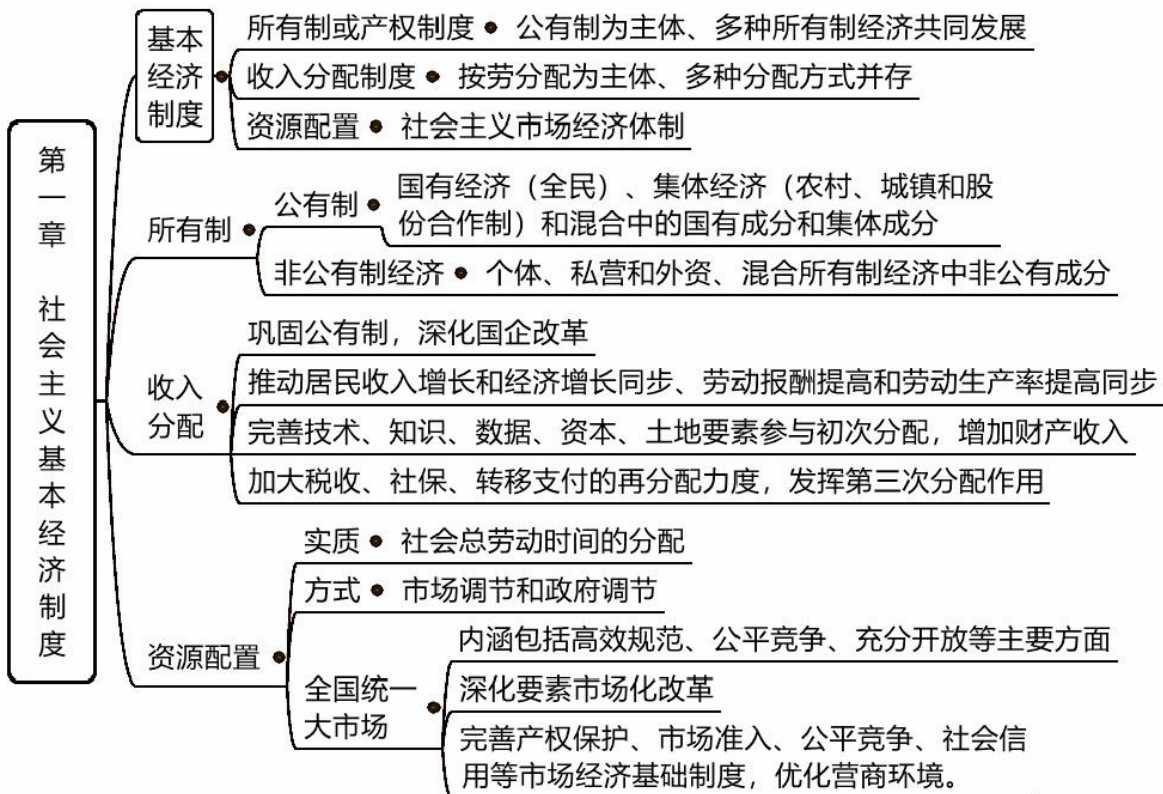 第一章 社会主义基本经济制度
基本
经济
制度
所有制或产权制度 公有制为主体、多种所有制经济共同发展
收入分配制度 按劳分配为主体、多种分配方式并存
资源配置 社会主义市场经济体制
所有制
公有制
国有经济（全民）、集体经济（农村、城镇和股
份合作制）和混合中的国有成分和集体成分
非公有制经济 个体、私营和外资、混合所有制经济中非公有成分
收入
分配
巩固公有制，深化国企改革
推动居民收入增长和经济增长同步、劳动报酬提高和劳动生产率提高同步
完善技术、知识、数据、资本、土地要素参与初次分配，增加财产收入
加大税收、社保、转移支付的再分配力度，发挥第三次分配作用
资源配置
实质 社会总劳动时间的分配
方式 市场调节和政府调节
全国统一
大市场
内涵包括高效规范、公平竞争、充分开放等主要方面
深化要素市场化改革
完善产权保护、市场准入、公平竞争、社会信
用等市场经济基础制度，优化营商环境。